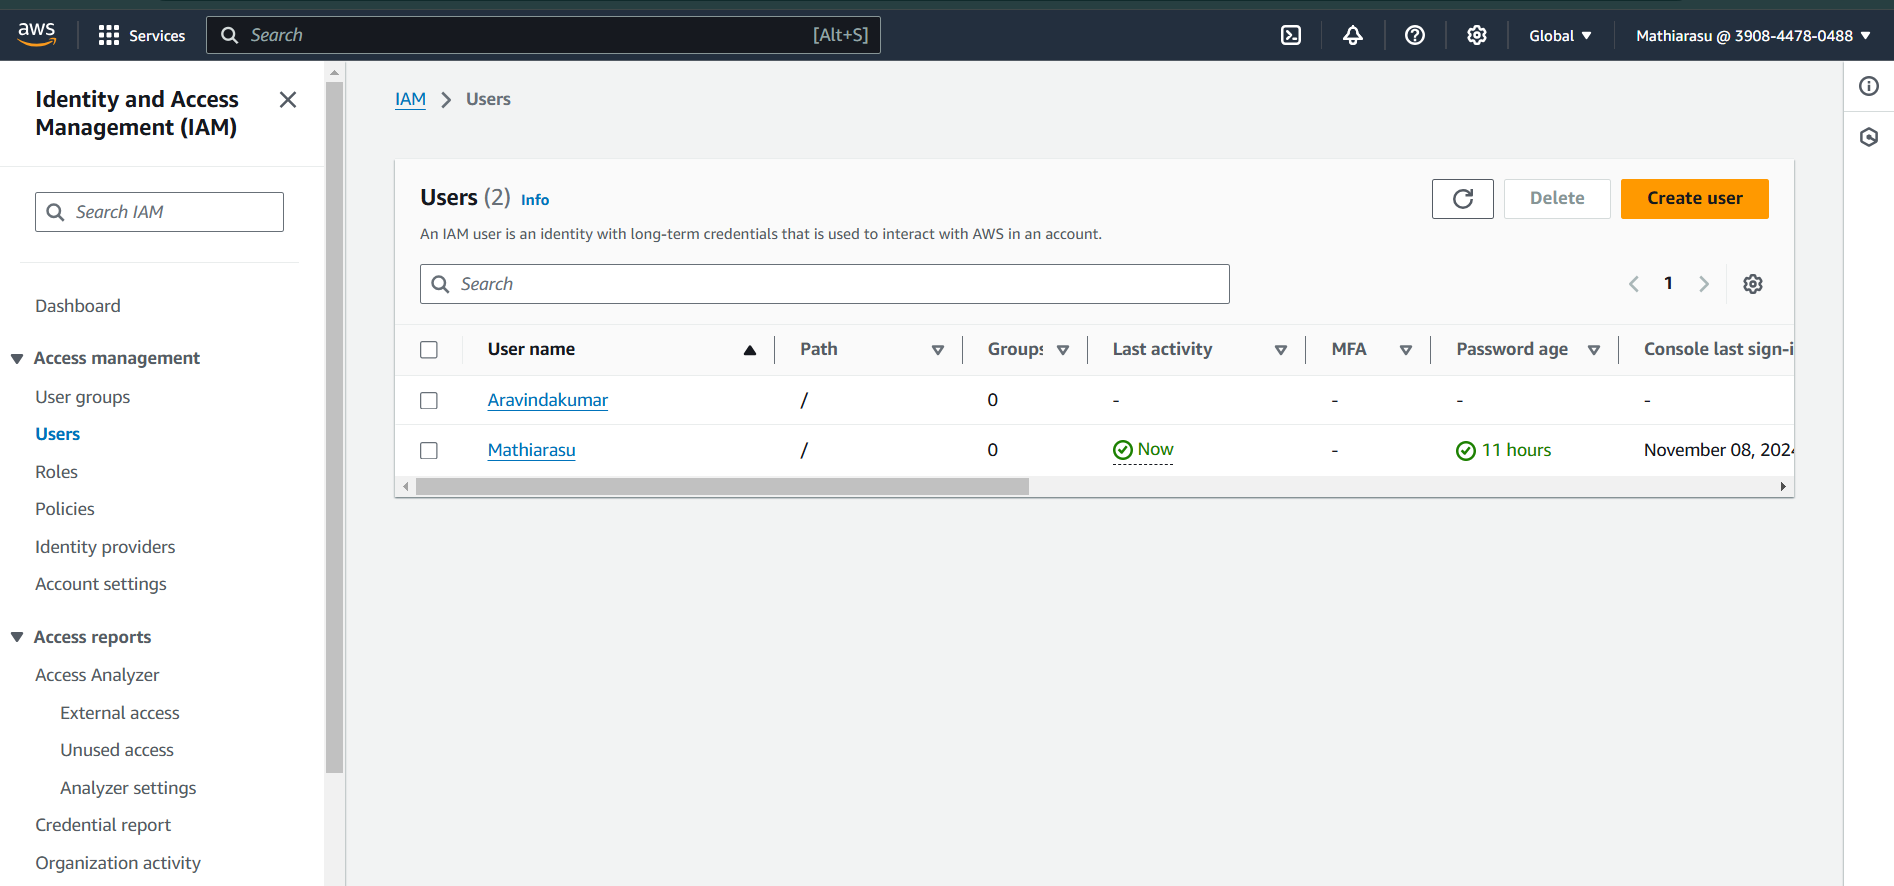 aws
Services
Search
[Alt+S]
Global
Mathiarasu @ 3908-4478-0488
Identity and Access
Management (IAM)
Search IAM
Dashboard
Access management
User groups
Users
Roles
Policies
Identity providers
Account settings
Access reports
Access Analyzer
External access
Unused access
Analyzer settings
Credential report
Organization activity
IAM > Users
Users (2) Info
Delete
Create user
An IAM user is an identity with long-term credentials that is used to interact with AWS in an account.
Search
1
User name Path Groups Last activity MFA Password age Console last sign-i
Aravindakumar / 0 - - - -
Mathiarasu / 0 Now - 11 hours November 08, 2024